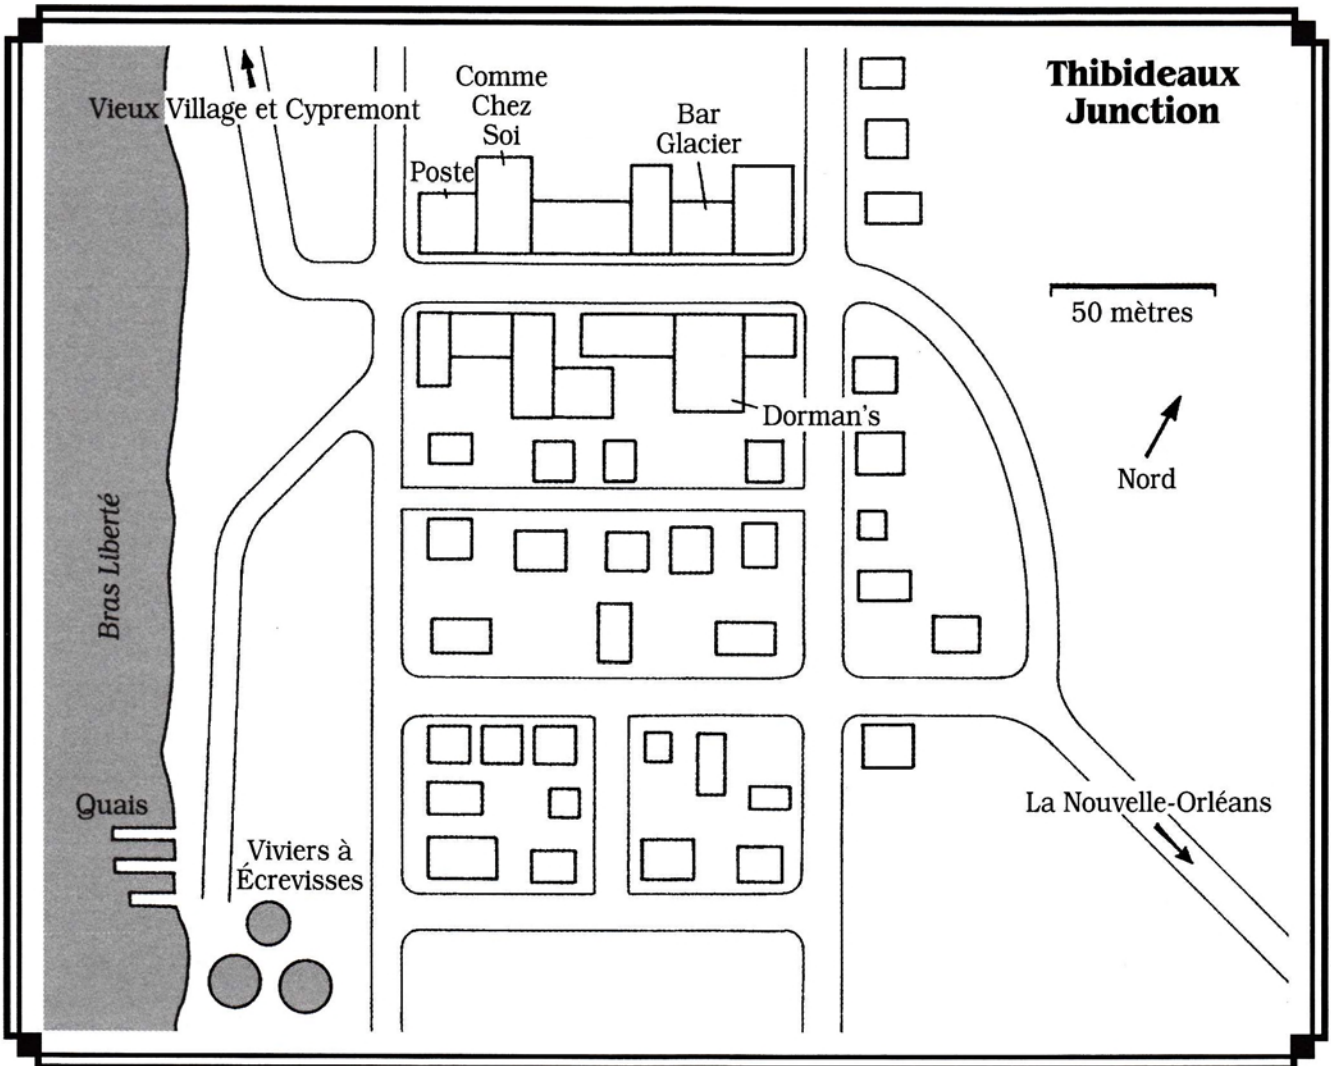 Thibideaux
Junction
Comme
Chez
Soi
Vieux Village et Cypremont
Bar
Glacier
Poste
50 mètres
Dorman's
Nord
Bras Liberté
Quais
La Nouvelle-Orléans
Viviers à
Écrevisses